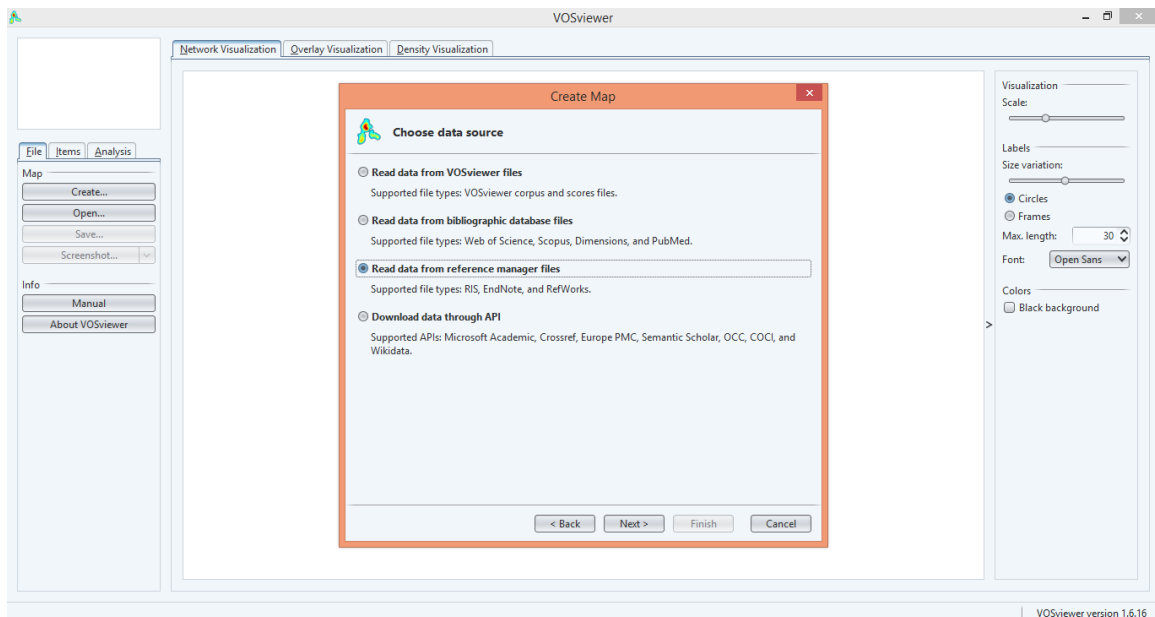 VOSviewer
Network Visualization Overlay Visualization Density Visualization
File Items Analysis
Map
Create...
Open...
Save...
Screenshot...
Info
Manual
About VOSviewer
Create Map
Choose data source
Read data from VOSviewer files
Supported file types: VOSviewer corpus and scores files.
Read data from bibliographic database files
Supported file types: Web of Science, Scopus, Dimensions, and PubMed.
Read data from reference manager files
Supported file types: RIS, EndNote, and RefWorks.
Download data through API
Supported APIs: Microsoft Academic, Crossref, Europe PMC, Semantic Scholar, OCC, COCI, and
Wikidata.
< Back Next > Finish Cancel
Visualization
Scale:
Labels
Size variation:
Circles
Frames
Max. length: 30
Font: Open Sans
Colors
Black background
>
VOSviewer version 1.6.16